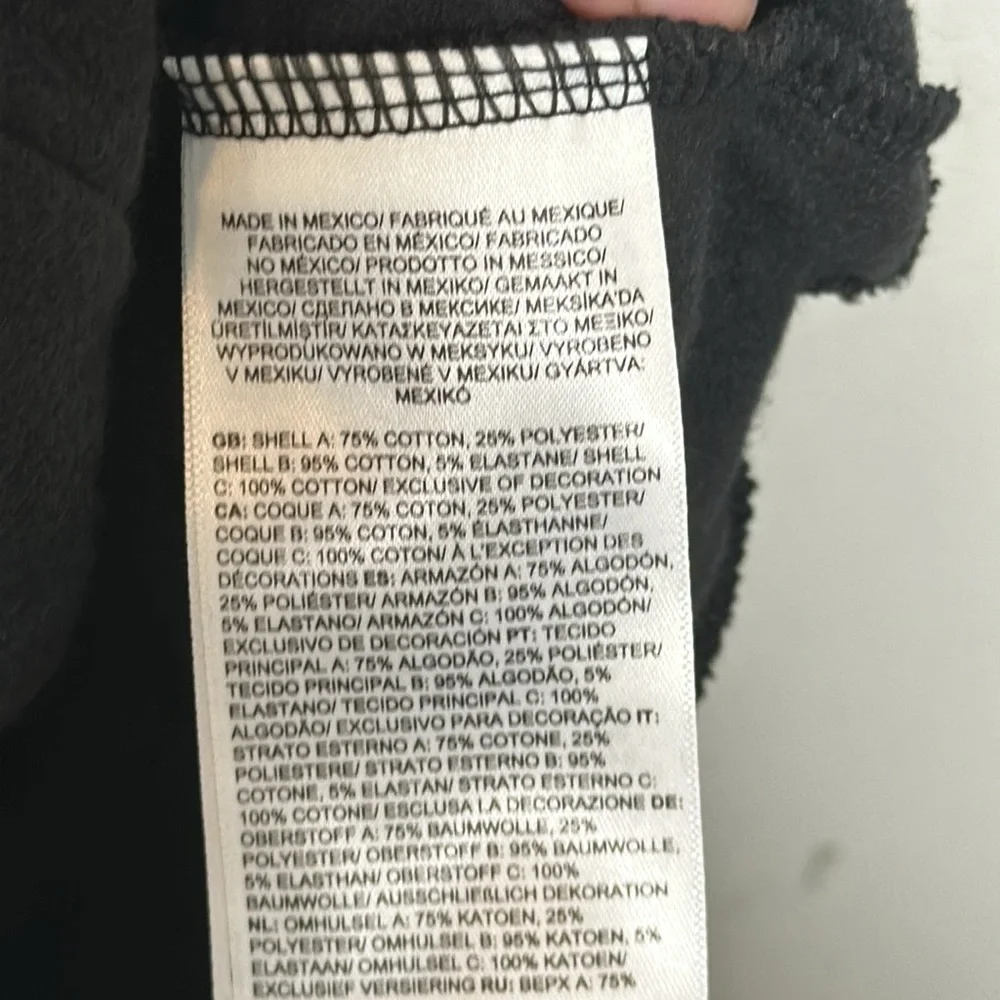 MADE IN MEXICO/ FABRIQUÉ AU MEXIQUE/
FABRICADO EN MÉXICO/ FABRICADO
NO MÉXICO/ PRODOTTO IN MESSICO/
HERGESTELLT IN MEXIKO/ GEMAAKT IN
MEXICO/ СДЕЛАНО В МЕКСИКЕ/ MEKSİKA'DA
ÜRETİLMİŞTİR/ ΚΑΤΑΣΚΕΥΑΖΕΤΑΙ ΣΤΟ ΜΕΞΙΚΟ/
WYPRODUKOWANO W MEKSYKU/ VYROBENO
V MEXIKU/ VYROBENÉ V MEXIKU/ GYÁRTVA:
MEXIKÓ
GB: SHELL A: 75% COTTON, 25% POLYESTER/
SHELL B: 95% COTTON, 5% ELASTANE/ SHELL
C: 100% COTTON/ EXCLUSIVE OF DECORATION
CA: COQUE A: 75% COTON, 25% POLYESTER/
COQUE B: 95% COTON, 5% ÉLASTHANNE/
COQUE C: 100% COTON/ À L'EXCEPTION DES
DÉCORATIONS ES: ARMAZÓN A: 75% ALGODÓN,
25% POLIÉSTER/ ARMAZÓN B: 95% ALGODÓN,
5% ELASTANO/ ARMAZÓN C: 100% ALGODÓN/
EXCLUSIVO DE DECORACIÓN PT: TECIDO
PRINCIPAL A: 75% ALGODÃO, 25% POLIÉSTER/
TECIDO PRINCIPAL B: 95% ALGODÃO, 5%
ELASTANO/ TECIDO PRINCIPAL C: 100%
ALGODÃO/ EXCLUSIVO PARA DECORAÇÃO IT:
STRATO ESTERNO A: 75% COTONE, 25%
POLIESTERE/ STRATO ESTERNO B: 95%
COTONE, 5% ELASTAN/ STRATO ESTERNO C:
100% COTONE/ ESCLUSA LA DECORAZIONE DE:
OBERSTOFF A: 75% BAUMWOLLE, 25%
POLYESTER/ OBERSTOFF B: 95% BAUMWOLLE,
5% ELASTHAN/ OBERSTOFF C: 100%
BAUMWOLLE/ AUSSCHLIEßLICH DEKORATION
NL: OMHULSEL A: 75% KATOEN, 25%
POLYESTER/ OMHULSEL B: 95% KATOEN, 5%
ELASTAAN/ OMHULSEL C: 100% KATOEN/
EXCLUSIEF VERSIERING RU: ВЕРХ А: 75%